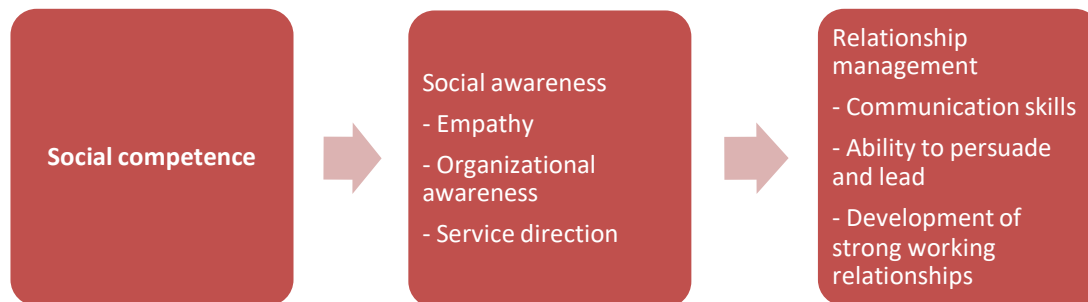 Social competence
Social awareness
- Empathy
- Organizational
awareness
- Service direction
Relationship
management
- Communication skills
- Ability to persuade
and lead
- Development of
strong working
relationships